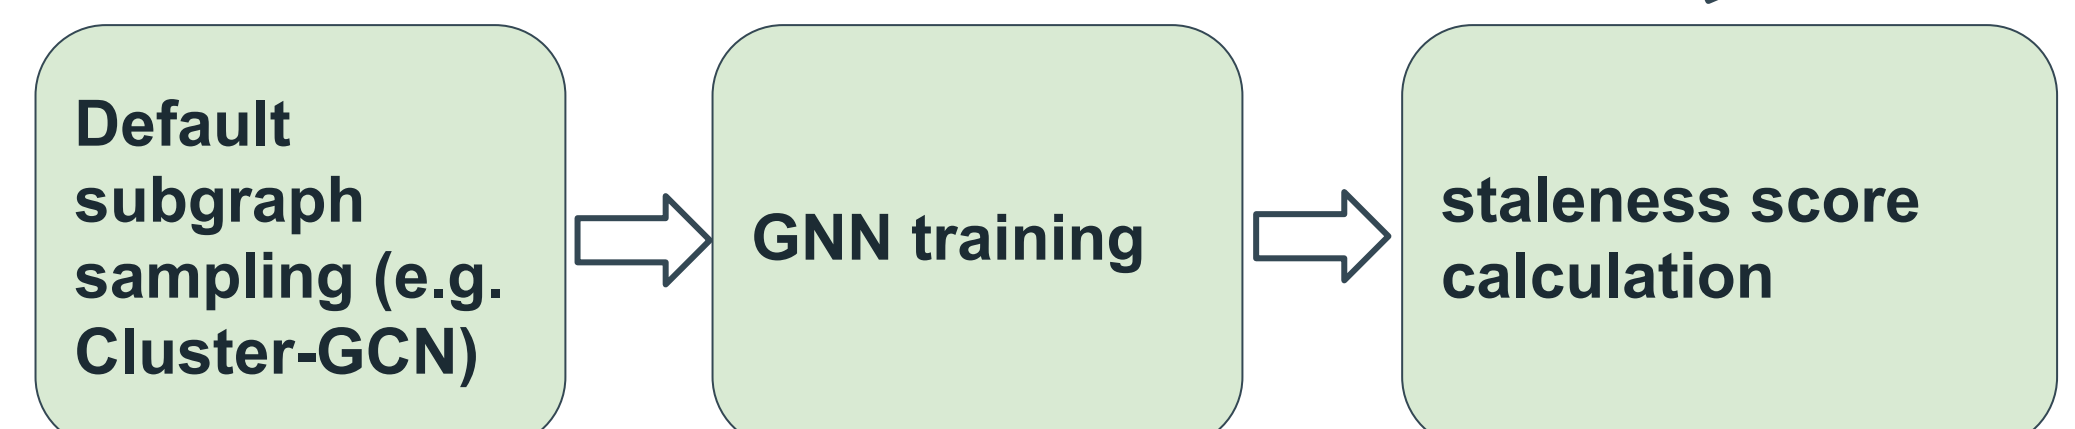 Default
subgraph
sampling (e.g.
Cluster-GCN)
GNN training
staleness score
calculation